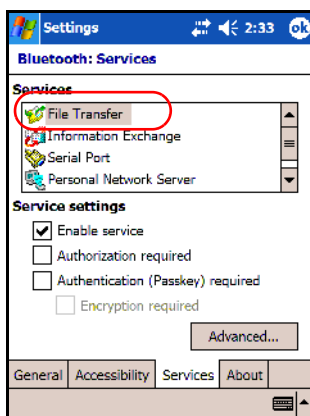 Settings
2:33
ok
Bluetooth: Services
Services
File Transfer
Information Exchange
Serial Port
Personal Network Server
Service settings
Enable service
Authorization required
Authentication (Passkey) required
Encryption required
Advanced...
General Accessibility Services About